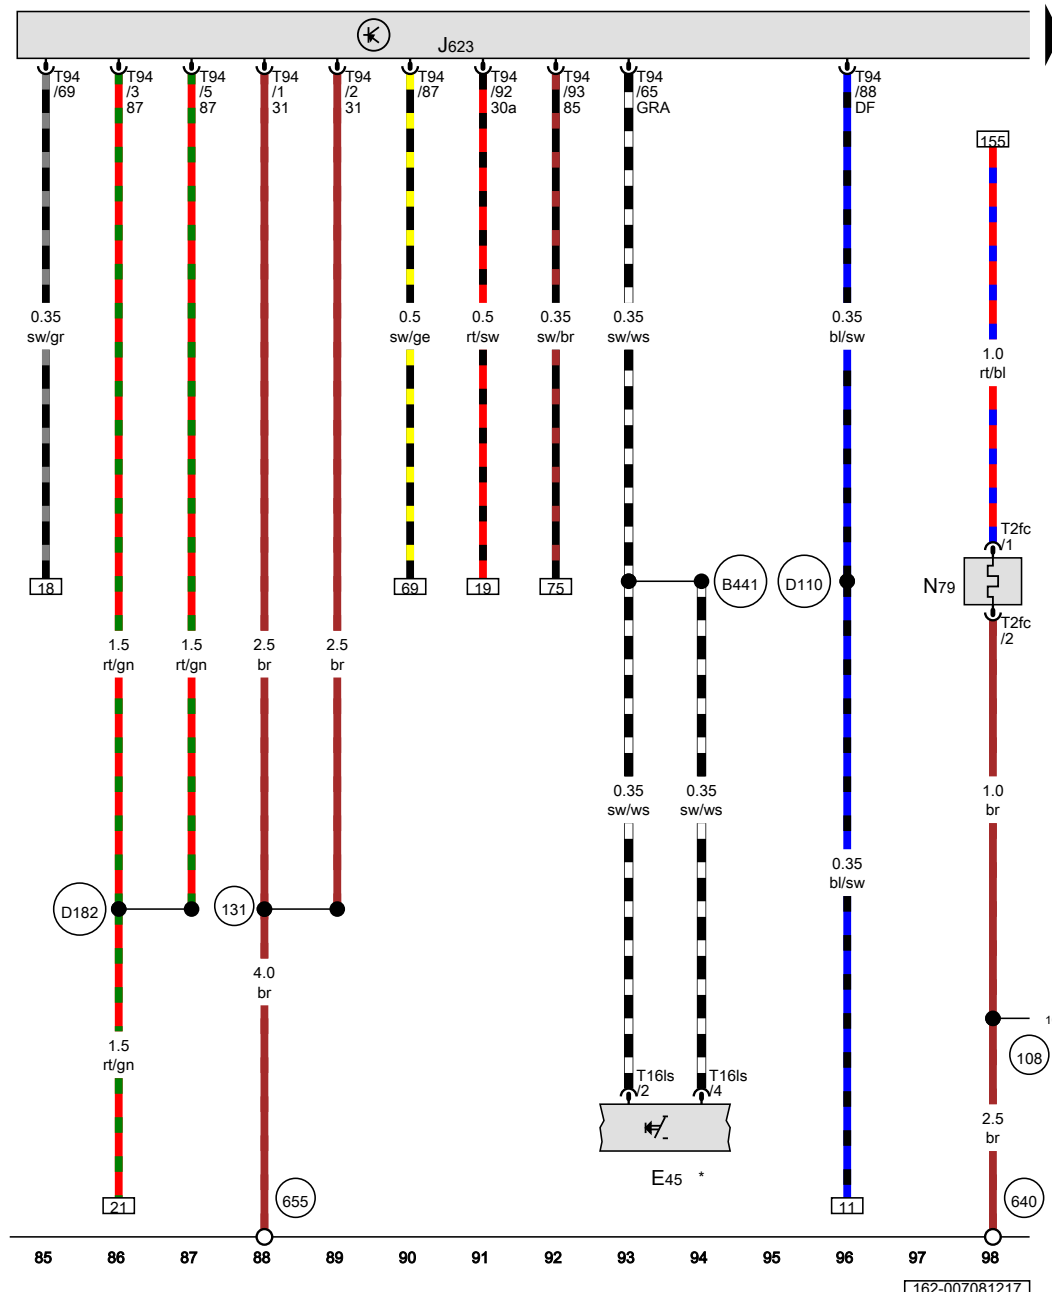 J623
T94 T94 T94 T94 T94 T94 T94 T94 T94 T94
/69 /3 /5 /1 /2 /87 /92 /93 /65 /88
87 87 31 31 30a 85 GRA DF
155
0.35 0.5 0.5 0.35 0.35 0.35
sw/gr sw/ge rt/sw sw/br sw/ws bl/sw
1.0
rt/bl
T2fc
/1
18 69 19 75 B441 D110 N79
T2fc
/2
1.5 1.5 2.5 2.5
rt/gn rt/gn br br
0.35 0.35 1.0
sw/ws sw/ws br
0.35
bl/sw
D182 131
4.0
br
1
1.5
rt/gn
108
T16ls T16ls
/2 /4
2.5
br
E45 *
21 655 11 640
85 86 87 88 89 90 91 92 93 94 95 96 97 98
162-007081217